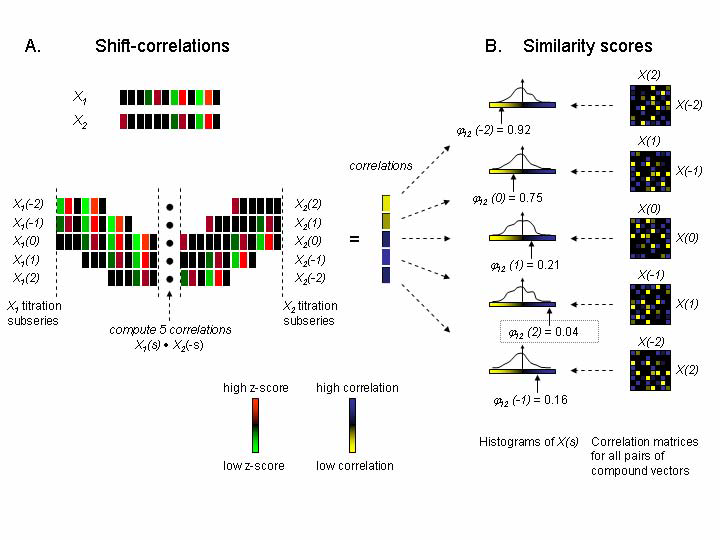 A. Shift-correlations
X1
X2
X1(-2)
X1(-1)
X1(0)
X1(1)
X1(2)
X2(2)
X2(1)
X2(0)
X2(-1)
X2(-2)
correlations
=
X1 titration
subseries
compute 5 correlations
X1(s) • X2(-s)
X2 titration
subseries
high z-score
low z-score
high correlation
low correlation
B. Similarity scores
X(2)
X(-2)
φ12 (-2) = 0.92
X(1)
X(-1)
φ12 (0) = 0.75
X(0)
X(0)
φ12 (1) = 0.21
X(-1)
X(1)
φ12 (2) = 0.04
X(-2)
X(2)
φ12 (-1) = 0.16
Histograms of X(s)
Correlation matrices
for all pairs of
compound vectors